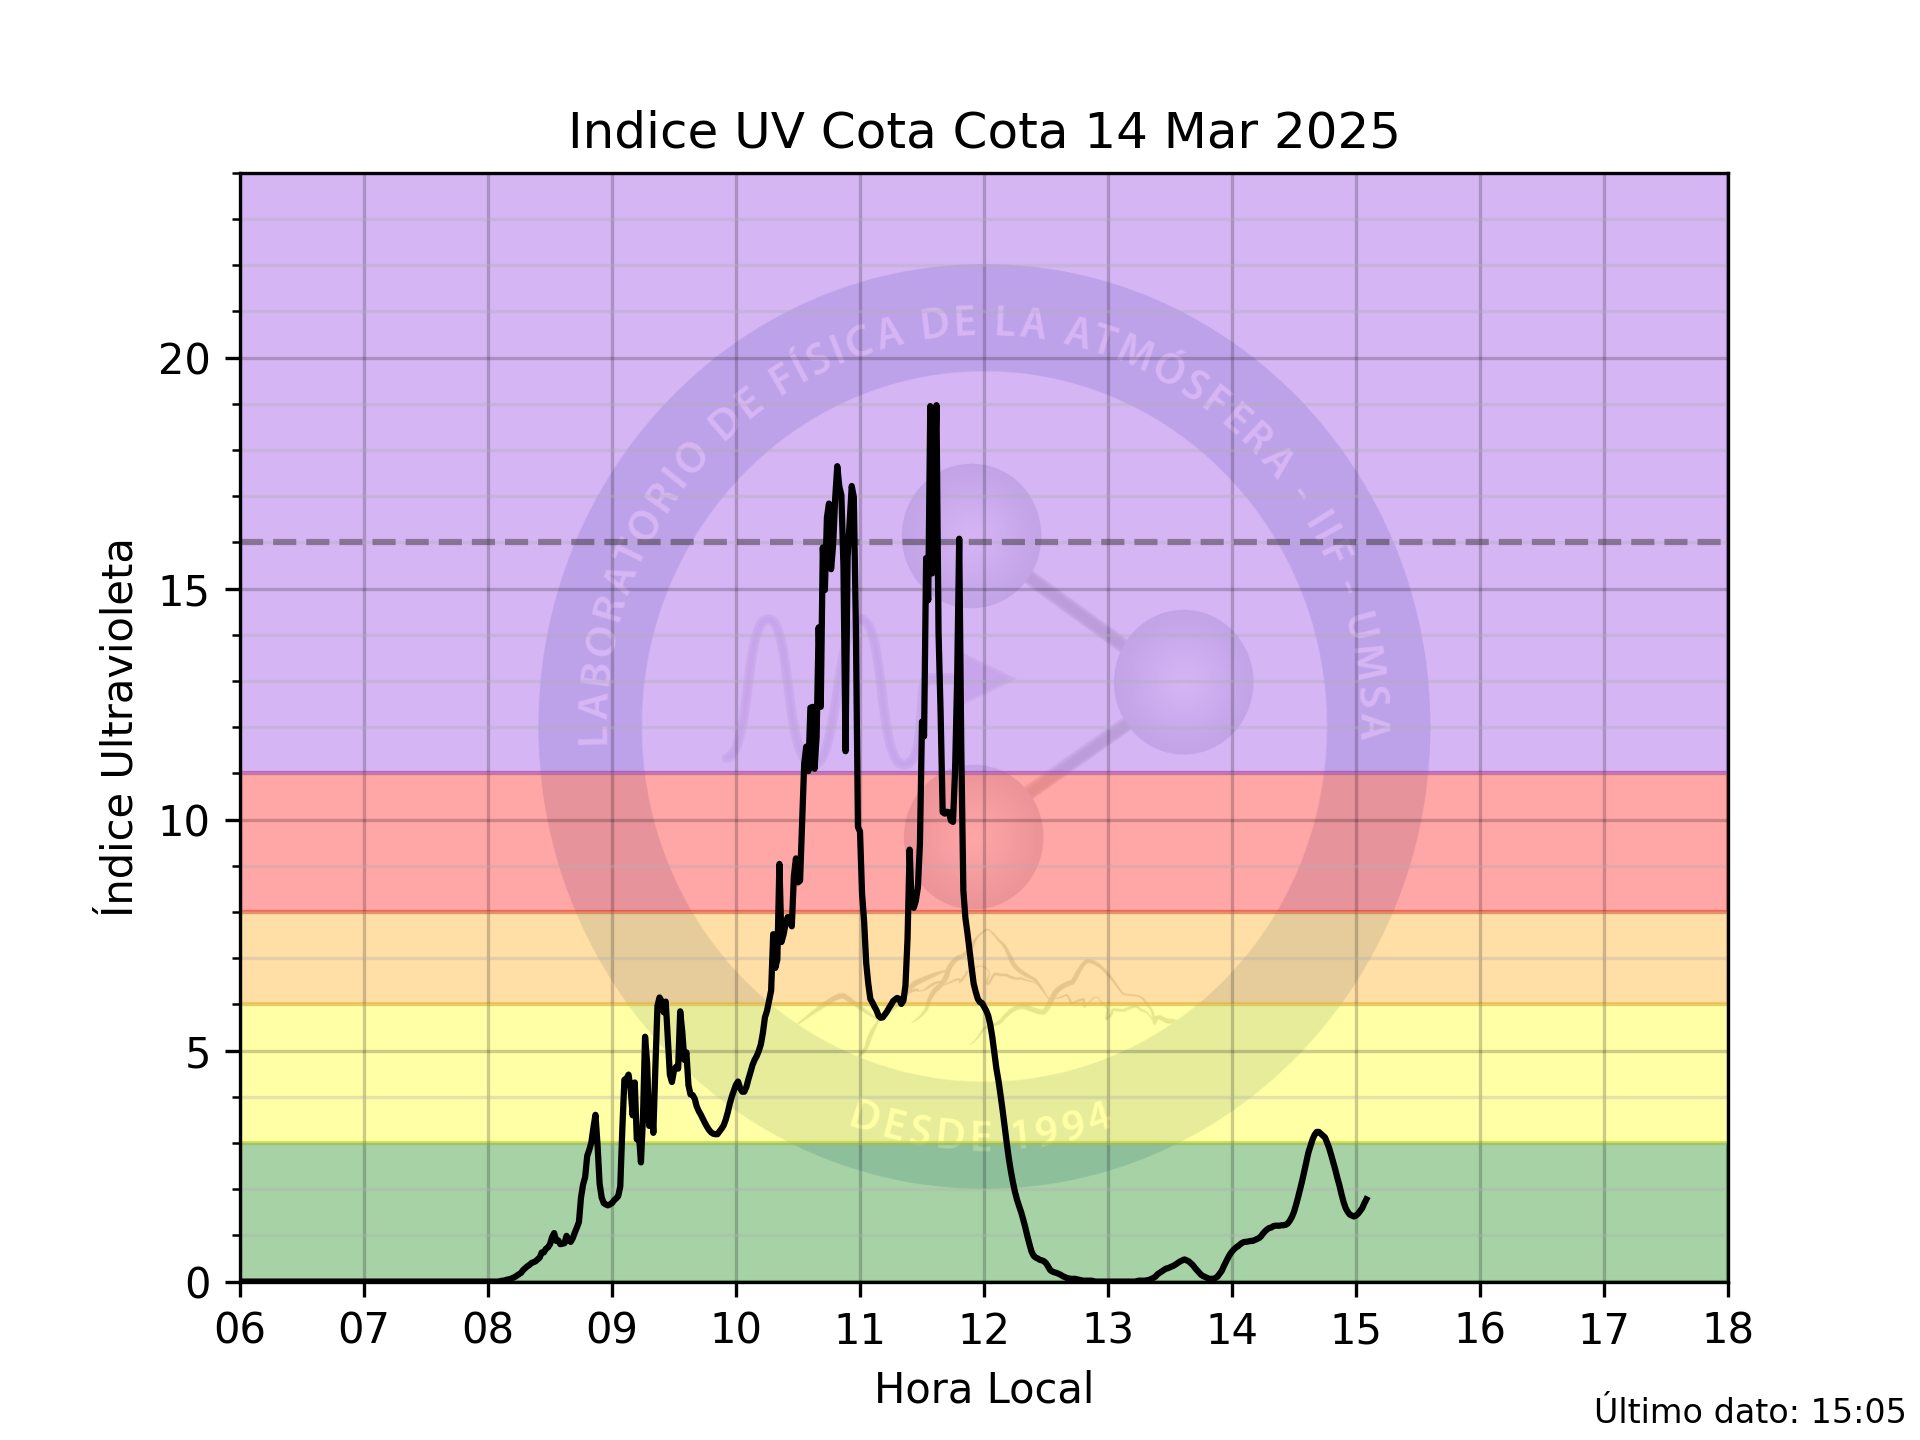 Indice UV Cota Cota 14 Mar 2025
LABORATORIO DE FÍSICA DE LA ATMÓSFERA - IIF - UMSA
DESDE 1994
Índice Ultravioleta
20
15
10
5
0
06 07 08 09 10 11 12 13 14 15 16 17 18
Hora Local
Último dato: 15:05